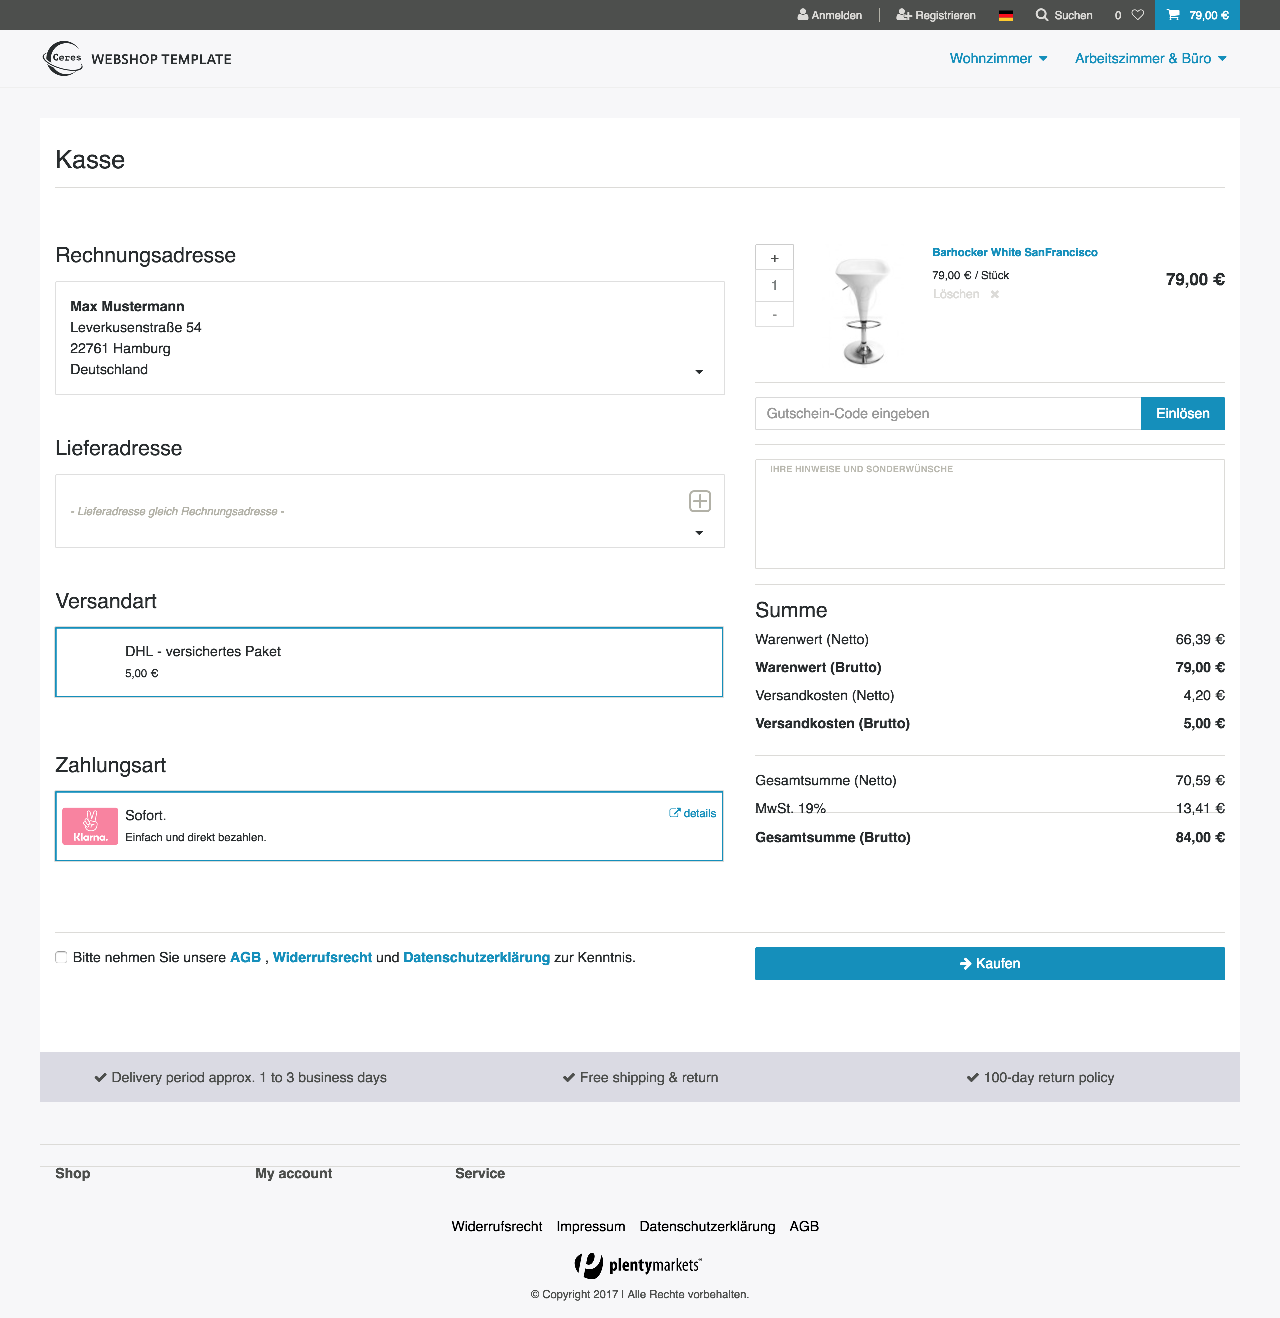 Anmelden | Registrieren Suchen 0 79,00 €
Ceres WEBSHOP TEMPLATE
Wohnzimmer Arbeitszimmer & Büro
Kasse
Rechnungsadresse
Max Mustermann
Leverkusenstraße 54
22761 Hamburg
Deutschland
Lieferadresse
- Lieferadresse gleich Rechnungsadresse -
Versandart
DHL - versichertes Paket
5,00 €
Zahlungsart
Klarna.
Sofort.
Einfach und direkt bezahlen.
details
+
1
-
Barhocker White SanFrancisco
79,00 € / Stück
Löschen ✖
79,00 €
Gutschein-Code eingeben Einlösen
IHRE HINWEISE UND SONDERWÜNSCHE
Summe
Warenwert (Netto) 66,39 €
Warenwert (Brutto) 79,00 €
Versandkosten (Netto) 4,20 €
Versandkosten (Brutto) 5,00 €
Gesamtsumme (Netto) 70,59 €
MwSt. 19% 13,41 €
Gesamtsumme (Brutto) 84,00 €
Bitte nehmen Sie unsere AGB , Widerrufsrecht und Datenschutzerklärung zur Kenntnis.
Kaufen
Delivery period approx. 1 to 3 business days Free shipping & return 100-day return policy
Shop My account Service
Widerrufsrecht Impressum Datenschutzerklärung AGB
plentymarkets™
© Copyright 2017 | Alle Rechte vorbehalten.